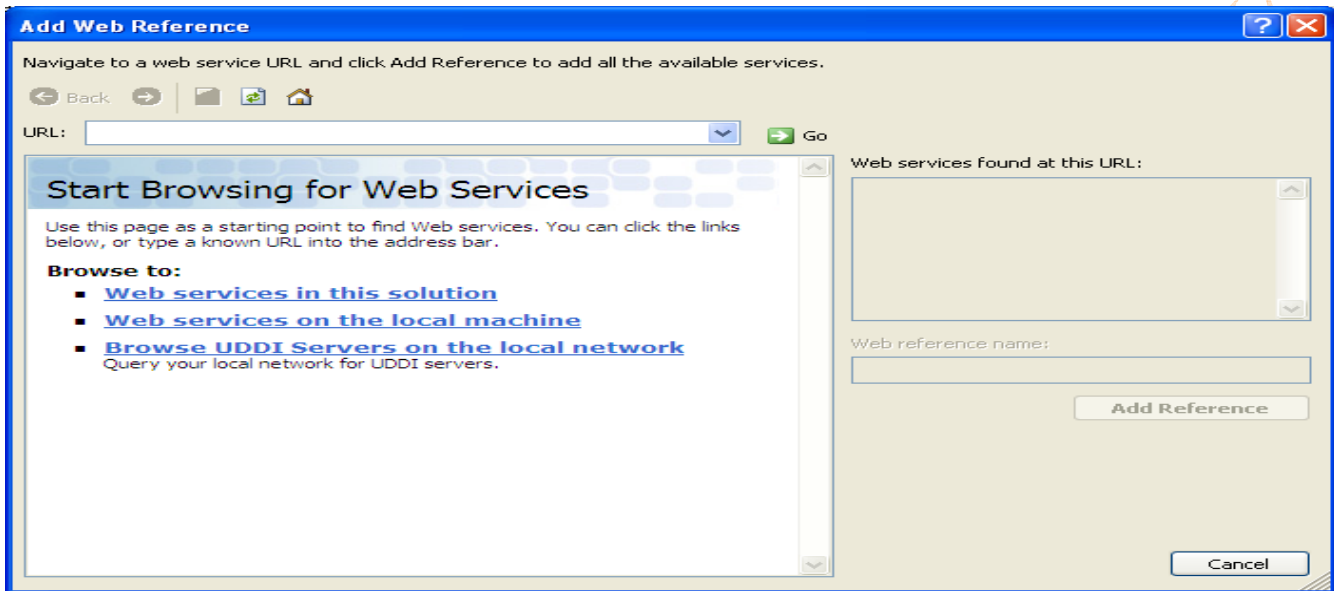 Add Web Reference
Navigate to a web service URL and click Add Reference to add all the available services.
Back
URL:
Go
Start Browsing for Web Services
Use this page as a starting point to find Web services. You can click the links
below, or type a known URL into the address bar.
Browse to:
Web services in this solution
Web services on the local machine
Browse UDDI Servers on the local network
Query your local network for UDDI servers.
Web services found at this URL:
Web reference name:
Add Reference
Cancel